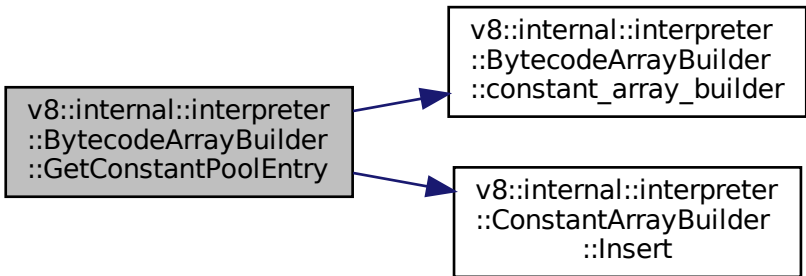 v8::internal::interpreter
::BytecodeArrayBuilder
::GetConstantPoolEntry
v8::internal::interpreter
::BytecodeArrayBuilder
::constant_array_builder
v8::internal::interpreter
::ConstantArrayBuilder
::Insert